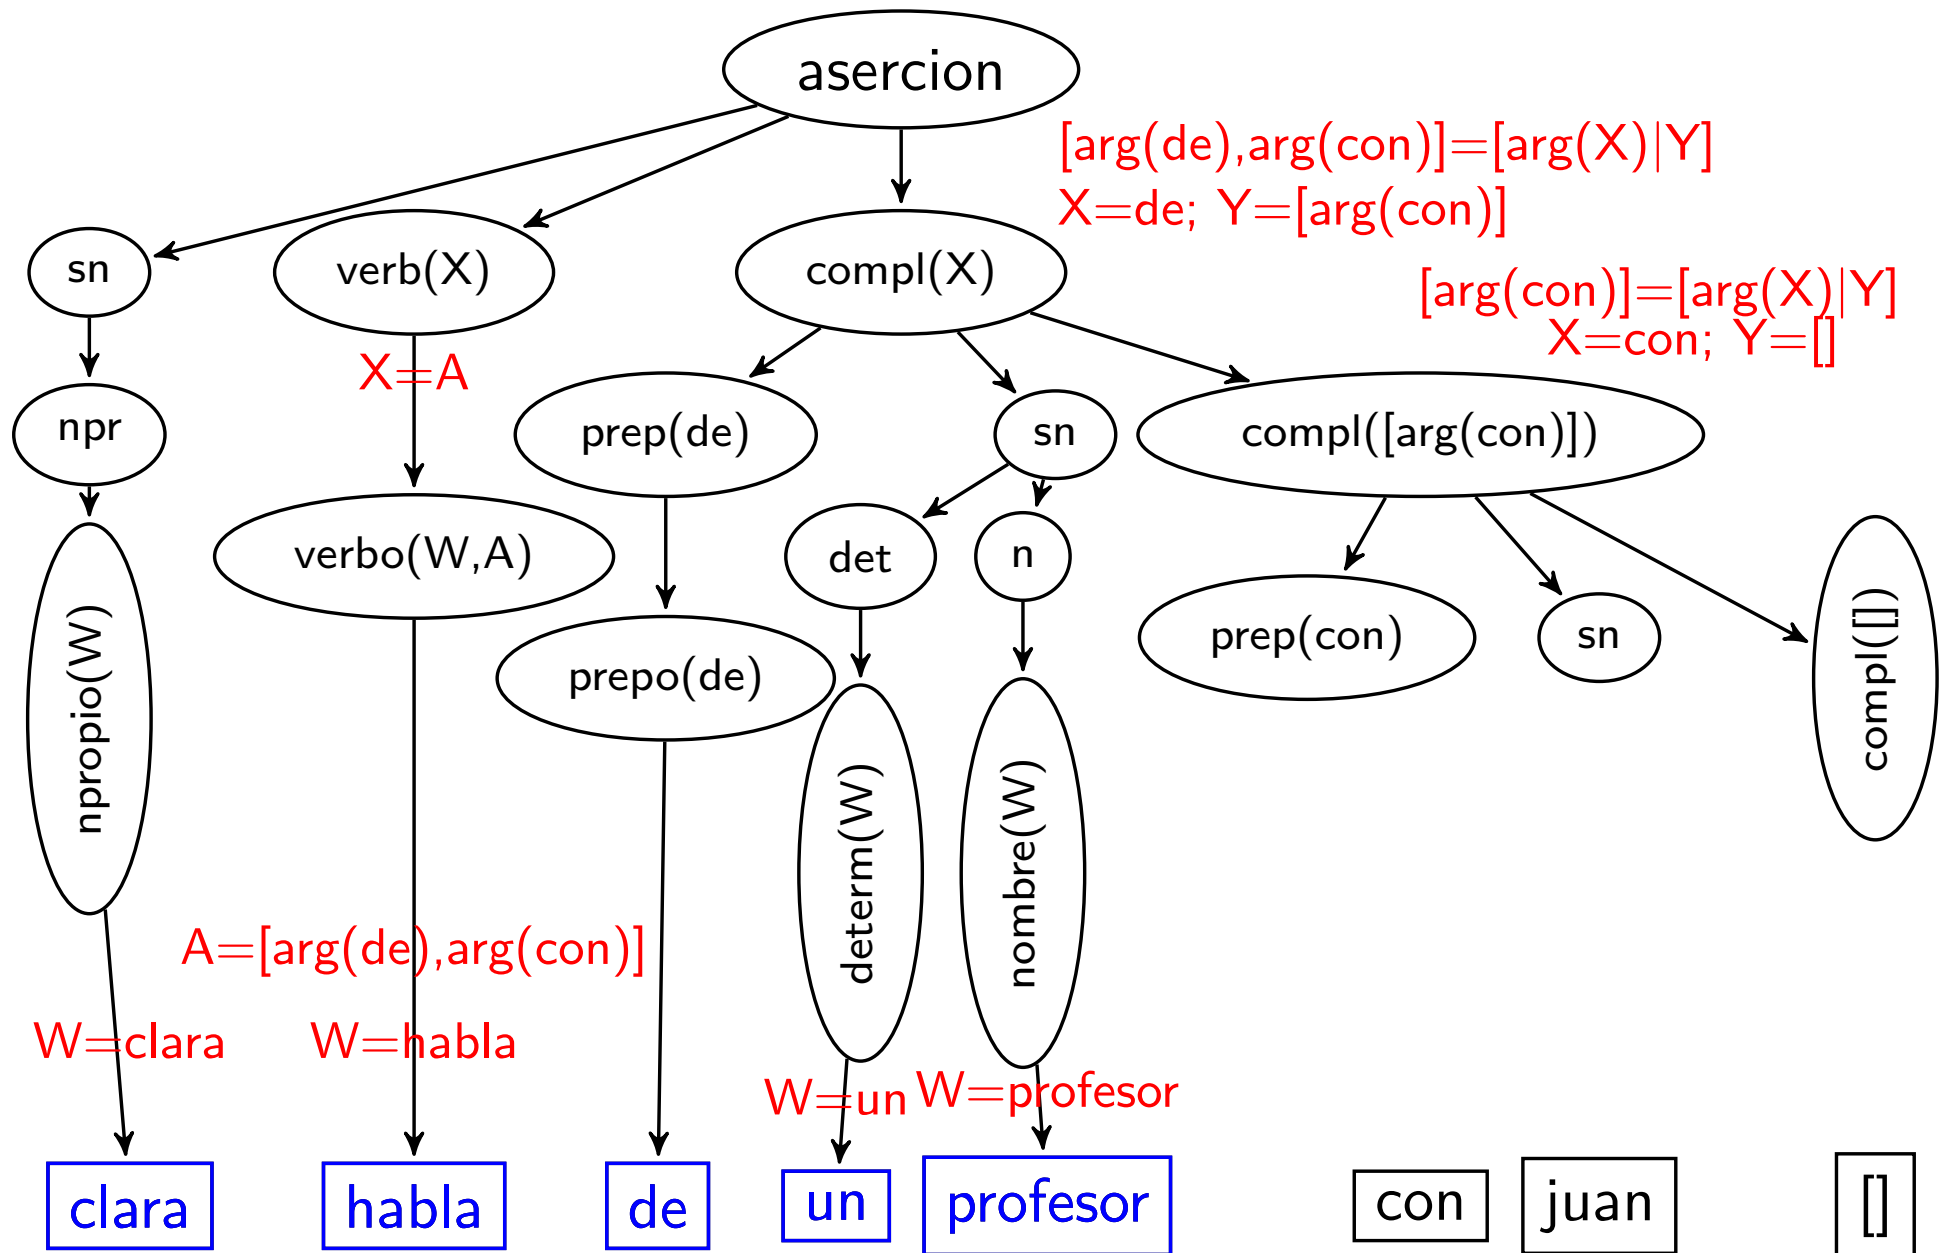 asercion
[arg(de),arg(con)]=[arg(X)|Y]
X=de; Y=[arg(con)]
sn
verb(X)
compl(X)
[arg(con)]=[arg(X)|Y]
X=con; Y=[]
X=A
npr
prep(de)
sn
compl([arg(con)])
verbo(W,A)
det
n
npropio(W)
prepo(de)
prep(con)
sn
compl([])
determ(W)
nombre(W)
A=[arg(de),arg(con)]
W=clara
W=habla
W=un
W=profesor
clara
habla
de
un
profesor
con
juan
[]